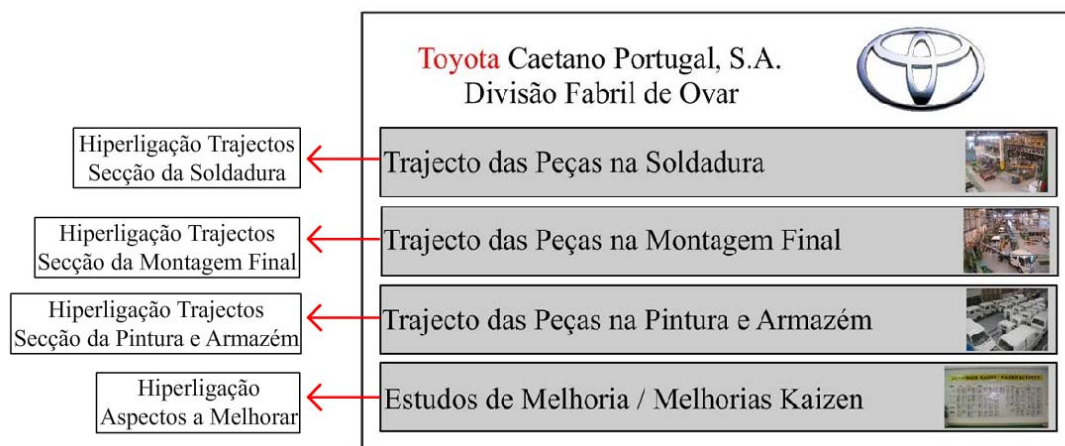 Toyota Caetano Portugal, S.A.
Divisão Fabril de Ovar
Hiperligação Trajectos
Secção da Soldadura
Trajecto das Peças na Soldadura
Hiperligação Trajectos
Secção da Montagem Final
Trajecto das Peças na Montagem Final
Hiperligação Trajectos
Secção da Pintura e Armazém
Trajecto das Peças na Pintura e Armazém
Hiperligação
Aspectos a Melhorar
Estudos de Melhoria / Melhorias Kaizen